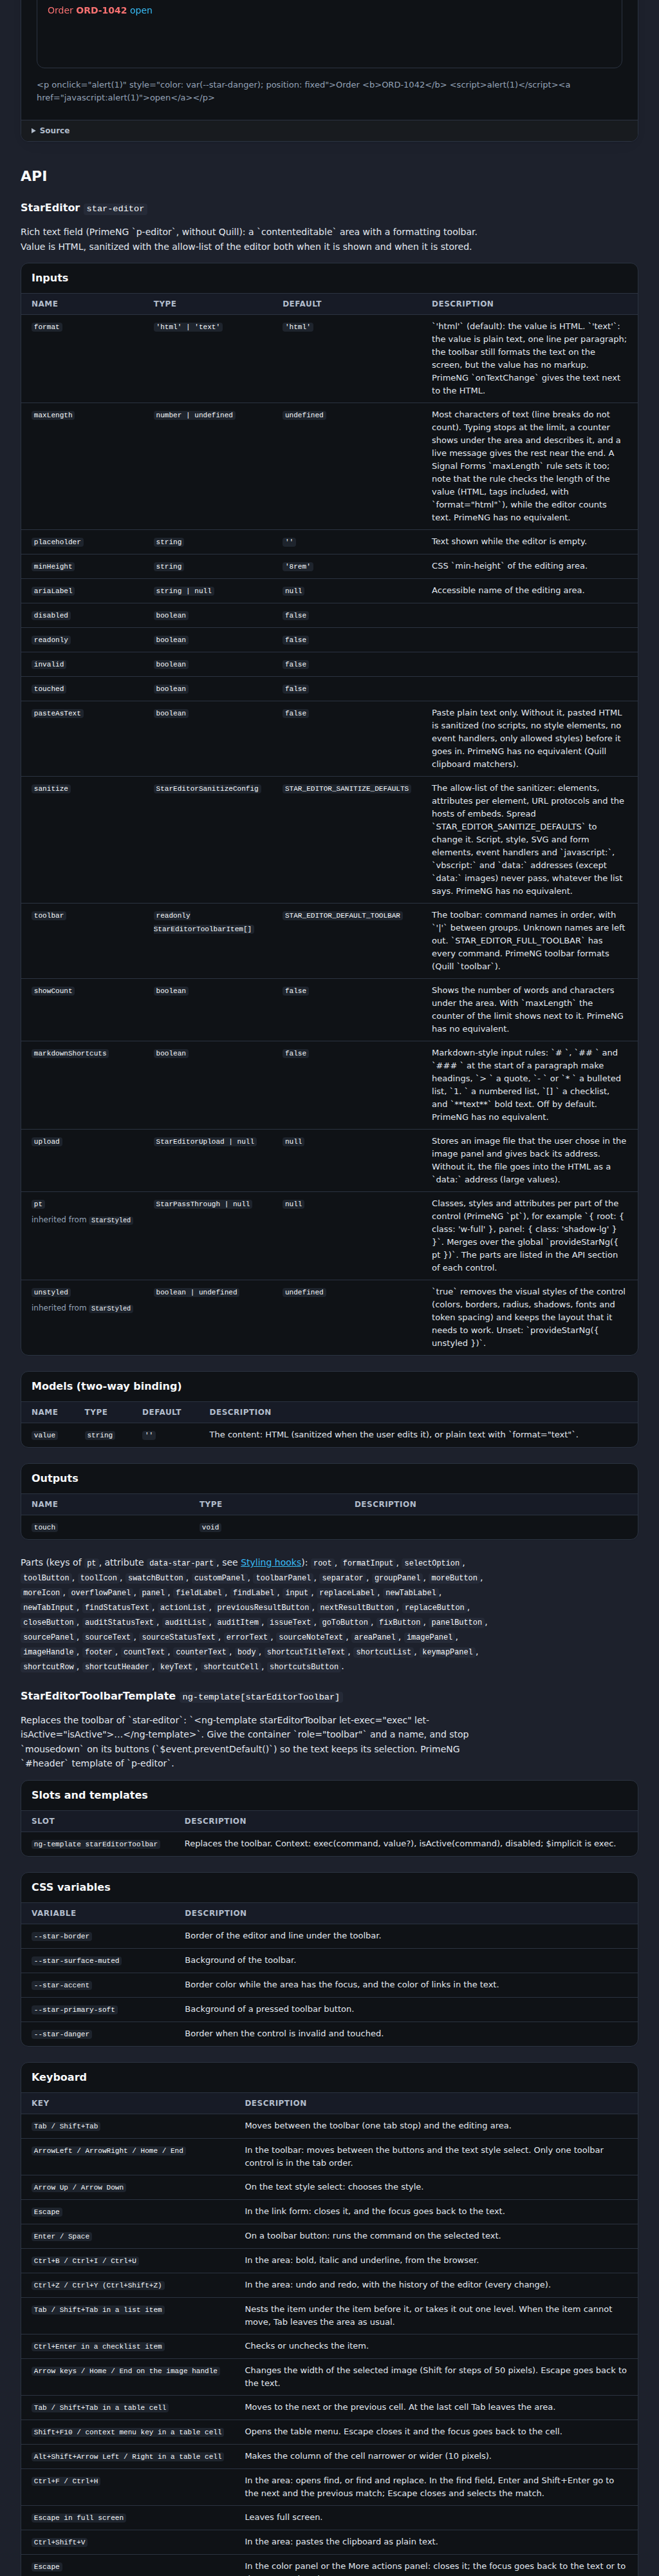 Order ORD-1042 open
<p onclick="alert(1)" style="color: var(--star-danger); position: fixed">Order <b>ORD-1042</b> <script>alert(1)</script><a
href="javascript:alert(1)">open</a></p>
Source
API
StarEditor star-editor
Rich text field (PrimeNG `p-editor`, without Quill): a `contenteditable` area with a formatting toolbar.
Value is HTML, sanitized with the allow-list of the editor both when it is shown and when it is stored.
Inputs
NAME TYPE DEFAULT DESCRIPTION
format 'html' | 'text' 'html' `'html'` (default): the value is HTML. `'text'`:
the value is plain text, one line per paragraph;
the toolbar still formats the text on the
screen, but the value has no markup.
PrimeNG `onTextChange` gives the text next
to the HTML.
maxLength number | undefined undefined Most characters of text (line breaks do not
count). Typing stops at the limit, a counter
shows under the area and describes it, and a
live message gives the rest near the end. A
Signal Forms `maxLength` rule sets it too;
note that the rule checks the length of the
value (HTML, tags included, with
`format="html"`), while the counter counts
text. PrimeNG has no equivalent.
placeholder string '' Text shown while the editor is empty.
minHeight string '8rem' CSS `min-height` of the editing area.
ariaLabel string | null null Accessible name of the editing area.
disabled boolean false
readonly boolean false
invalid boolean false
touched boolean false
pasteAsText boolean false Paste plain text only. Without it, pasted HTML
is sanitized (no scripts, no style elements, no
event handlers, only allowed styles) before it
goes in. PrimeNG has no equivalent (Quill
clipboard matchers).
sanitize StarEditorSanitizeConfig STAR_EDITOR_SANITIZE_DEFAULTS The allow-list of the sanitizer: elements,
attributes per element, URL protocols and the
hosts of embeds. Spread
`STAR_EDITOR_SANITIZE_DEFAULTS` to
change it. Script, style, SVG and form
elements, event handlers and `javascript:`,
`vbscript:` and `data:` addresses (except
`data:` images) never pass, whatever the list
says. PrimeNG has no equivalent.
toolbar readonly StarEditorToolbarItem[] STAR_EDITOR_DEFAULT_TOOLBAR The toolbar: command names in order, with
`'|'` between groups. Unknown names are left
out. `STAR_EDITOR_FULL_TOOLBAR` has
every command. PrimeNG toolbar formats
(Quill `toolbar`).
showCount boolean false Shows the number of words and characters
under the area. With `maxLength` the
counter of the limit shows next to it. PrimeNG
has no equivalent.
markdownShortcuts boolean false Markdown-style input rules: `# `, `## ` and
`### ` at the start of a paragraph make
headings, `> ` a quote, `- ` or `* ` a bulleted
list, `1. ` a numbered list, `[] ` a checklist,
and `**text**` bold text. Off by default.
PrimeNG has no equivalent.
upload StarEditorUpload | null null Stores an image file that the user chose in the
image panel and gives back its address.
Without it, the file goes into the HTML as a
`data:` address (large values).
pt StarPassThrough | null null Classes, styles and attributes per part of the
inherited from StarStyled control (PrimeNG `pt`), for example `{ root: {
class: 'w-full' }, panel: { class: 'shadow-lg' }
}`. Merges over the global `provideStarNg({
pt })`. The parts are listed in the API section
of each control.
unstyled boolean | undefined undefined `true` removes the visual styles of the control
inherited from StarStyled (colors, borders, radius, shadows, fonts and
token spacing) and keeps the layout that it
needs to work. Unset: `provideStarNg({
unstyled })`.
Models (two-way binding)
NAME TYPE DEFAULT DESCRIPTION
value string '' The content: HTML (sanitized when the user edits it), or plain text with `format="text"`.
Outputs
NAME TYPE DESCRIPTION
touch void
Parts (keys of pt, attribute data-star-part, see Styling hooks): root, formatInput, selectOption,
toolButton, toolIcon, swatchButton, customPanel, toolbarPanel, separator, groupPanel, moreButton,
moreIcon, overflowPanel, panel, fieldLabel, findLabel, input, replaceLabel, newTabLabel,
newTabInput, findStatusText, actionList, previousResultButton, nextResultButton, replaceButton,
closeButton, auditStatusText, auditList, auditItem, issueText, goToButton, fixButton, panelButton,
sourcePanel, sourceText, sourceStatusText, errorText, sourceNoteText, areaPanel, imagePanel,
imageHandle, footer, countText, counterText, body, shortcutTitleText, shortcutList, keymapPanel,
shortcutRow, shortcutHeader, keyText, shortcutCell, shortcutsButton.
StarEditorToolbarTemplate ng-template[starEditorToolbar]
Replaces the toolbar of `star-editor`: `<ng-template starEditorToolbar let-exec="exec" let-
isActive="isActive">…</ng-template>`. Give the container `role="toolbar"` and a name, and stop
`mousedown` on its buttons (`$event.preventDefault()`) so the text keeps its selection. PrimeNG
`#header` template of `p-editor`.
Slots and templates
SLOT DESCRIPTION
ng-template starEditorToolbar Replaces the toolbar. Context: exec(command, value?), isActive(command), disabled; $implicit is exec.
CSS variables
VARIABLE DESCRIPTION
--star-border Border of the editor and line under the toolbar.
--star-surface-muted Background of the toolbar.
--star-accent Border color while the area has the focus, and the color of links in the text.
--star-primary-soft Background of a pressed toolbar button.
--star-danger Border when the control is invalid and touched.
Keyboard
KEY DESCRIPTION
Tab / Shift+Tab Moves between the toolbar (one tab stop) and the editing area.
ArrowLeft / ArrowRight / Home / End In the toolbar: moves between the buttons and the text style select. Only one toolbar
control is in the tab order.
Arrow Up / Arrow Down On the text style select: chooses the style.
Escape In the link form: closes it, and the focus goes back to the text.
Enter / Space On a toolbar button: runs the command on the selected text.
Ctrl+B / Ctrl+I / Ctrl+U In the area: bold, italic and underline, from the browser.
Ctrl+Z / Ctrl+Y (Ctrl+Shift+Z) In the area: undo and redo, with the history of the editor (every change).
Tab / Shift+Tab in a list item Nests the item under the item before it, or takes it out one level. When the item cannot
move, Tab leaves the area as usual.
Ctrl+Enter in a checklist item Checks or unchecks the item.
Arrow keys / Home / End on the image handle Changes the width of the selected image (Shift for steps of 50 pixels). Escape goes back to
the text.
Tab / Shift+Tab in a table cell Moves to the next or the previous cell. At the last cell Tab leaves the area.
Shift+F10 / context menu key in a table cell Opens the table menu. Escape closes it and the focus goes back to the cell.
Alt+Shift+Arrow Left / Right in a table cell Makes the column of the cell narrower or wider (10 pixels).
Ctrl+F / Ctrl+H In the area: opens find, or find and replace. In the find field, Enter and Shift+Enter go to
the next and the previous match; Escape closes and selects the match.
Escape in full screen Leaves full screen.
Ctrl+Shift+V In the area: pastes the clipboard as plain text.
Escape In the color panel or the More actions panel: closes it; the focus goes back to the text or to